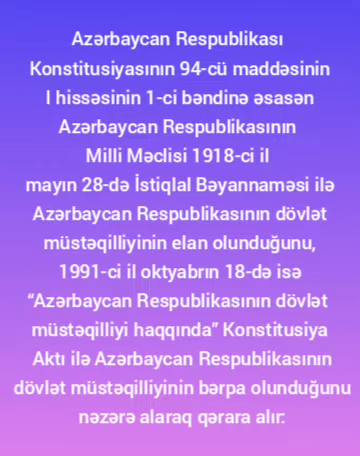 Azərbaycan Respublikası
Konstitusiyasının 94-cü maddəsinin
I hissəsinin 1-ci bəndinə əsasən
Azərbaycan Respublikasının
Milli Məclisi 1918-ci il
mayın 28-də İstiqlal Bəyannaməsi ilə
Azərbaycan Respublikasının dövlət
müstəqilliyinin elan olunduğunu,
1991-ci il oktyabrın 18-də isə
“Azərbaycan Respublikasının dövlət
müstəqilliyi haqqında” Konstitusiya
Aktı ilə Azərbaycan Respublikasının
dövlət müstəqilliyinin bərpa olunduğunu
nəzərə alaraq qərara alır: